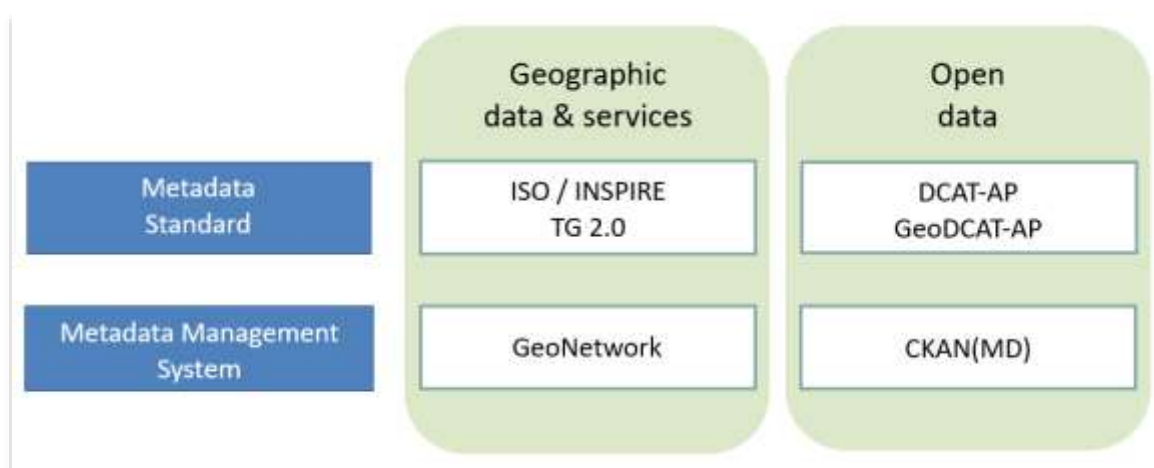 Geographic
data & services
Open
data
Metadata
Standard
ISO / INSPIRE
TG 2.0
DCAT-AP
GeoDCAT-AP
Metadata Management
System
GeoNetwork
CKAN(MD)